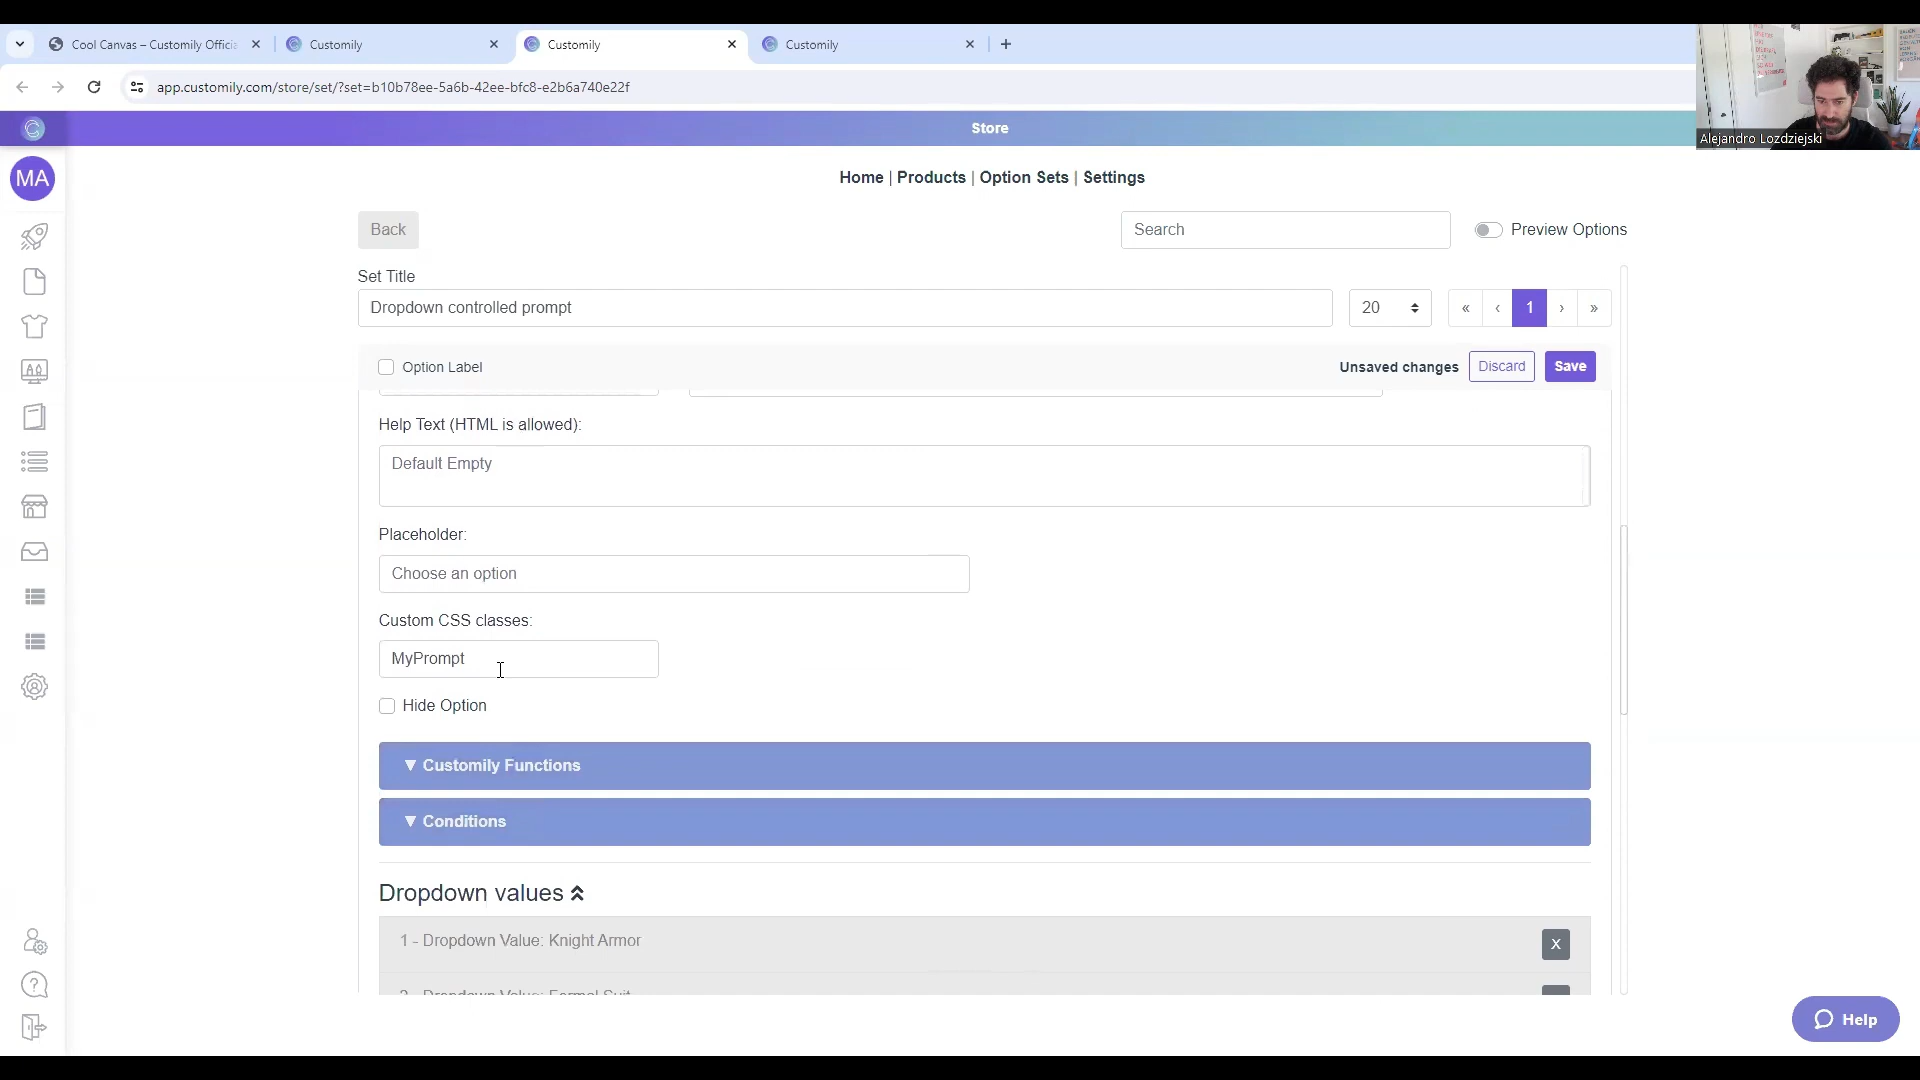 Cool Canvas – Customily Officia
Customily
Customily
Customily
app.customily.com/store/set/?set=b10b78ee-5a6b-42ee-bfc8-e2b6a740e22f
Alejandro Lozdziejski
Store
MA
Home | Products | Option Sets | Settings
Back
Search
Preview Options
Set Title
Dropdown controlled prompt
20
« ‹ 1 › »
Option Label
Unsaved changes
Discard
Save
Help Text (HTML is allowed):
Default Empty
Placeholder:
Choose an option
Custom CSS classes:
MyPrompt
Hide Option
▼ Customily Functions
▼ Conditions
Dropdown values
1 - Dropdown Value: Knight Armor
X
2 - Dropdown Value: Formal Suit
Help